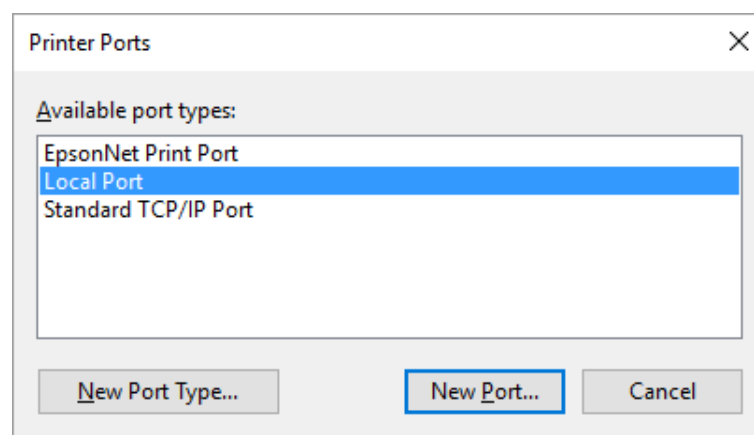 Printer Ports
Available port types:
EpsonNet Print Port
Local Port
Standard TCP/IP Port
New Port Type... New Port... Cancel